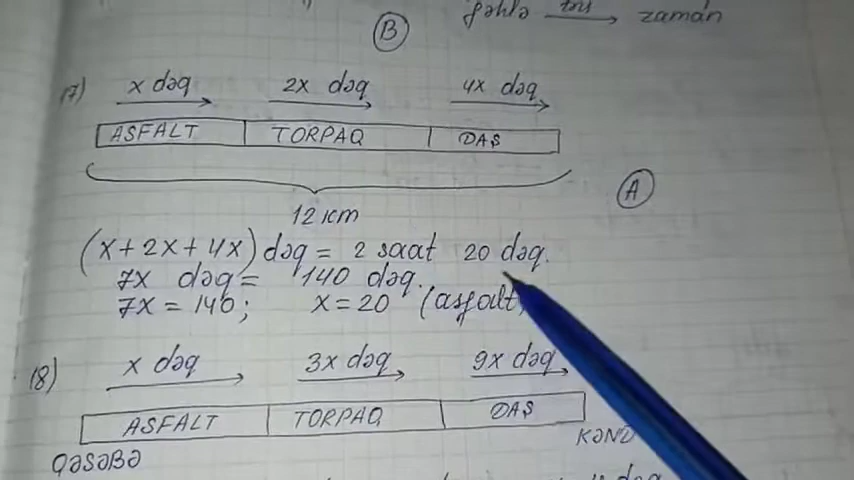 fəhlə → zaman
B
17) x dəq 2x dəq 4x dəq
ASFALT TORPAQ DAŞ
12 km
A
(x+2x+4x) dəq = 2 saat 20 dəq.
7x dəq = 140 dəq.
7x = 140; x = 20 (asfalt)
18) x dəq 3x dəq 9x dəq
ASFALT TORPAQ DAŞ
QƏSƏBƏ KƏND
dəq